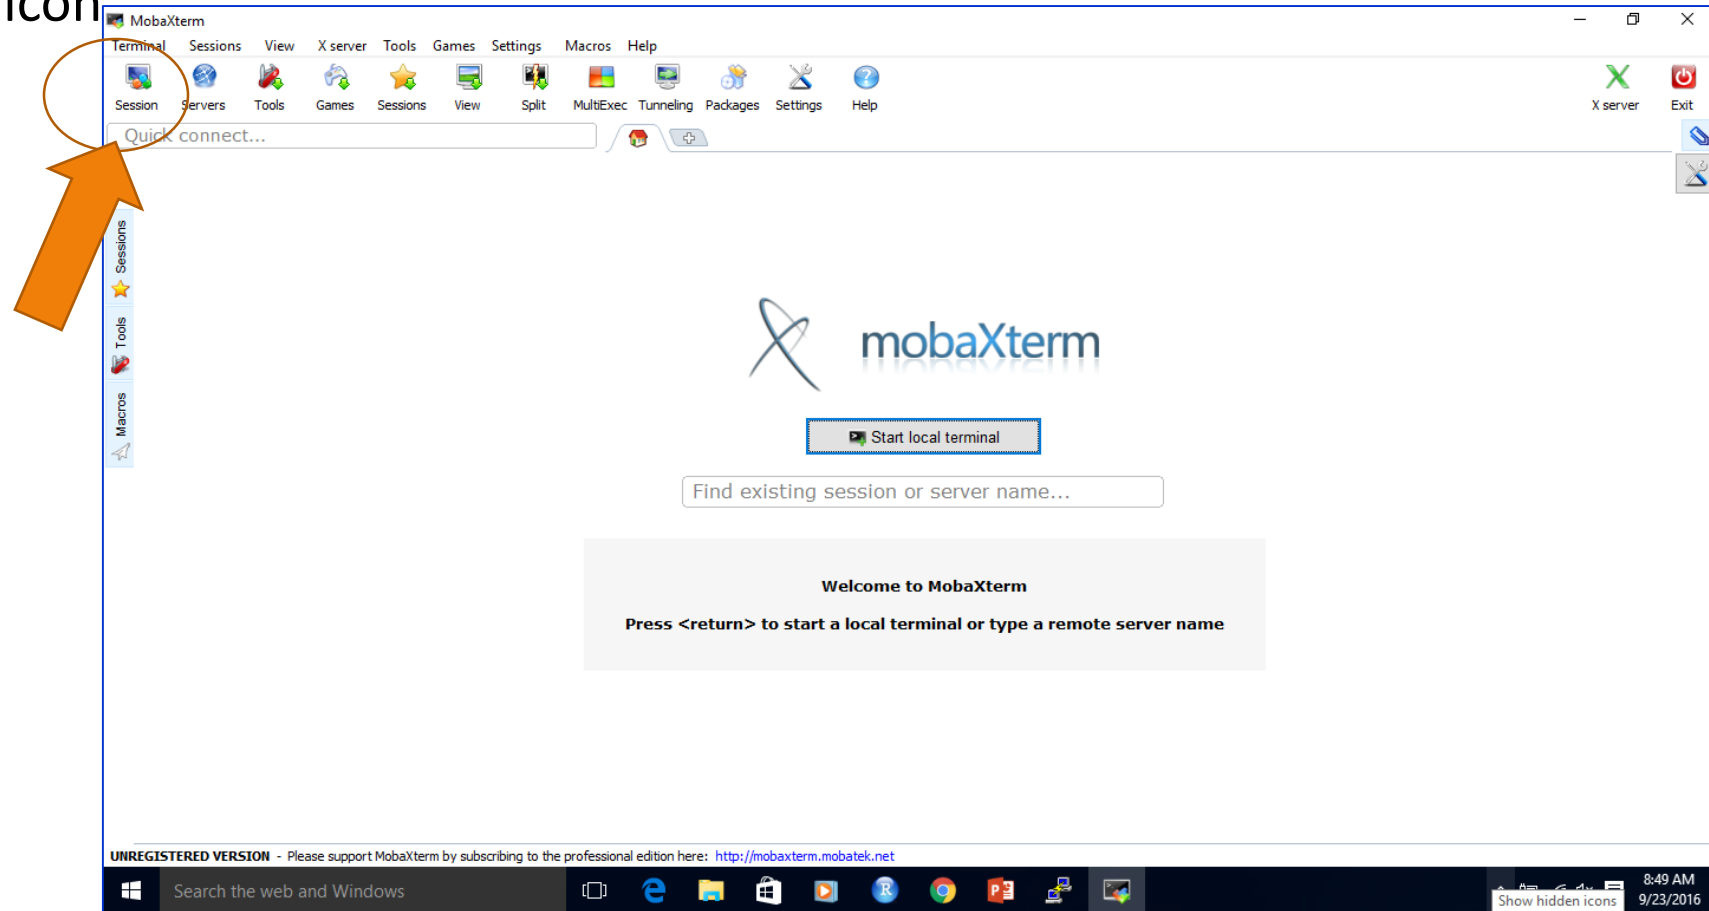 icon
MobaXterm
Terminal Sessions View X server Tools Games Settings Macros Help
Session Servers Tools Games Sessions View Split MultiExec Tunneling Packages Settings Help X server Exit
Quick connect...
Sessions
Tools
Macros
mobaXterm
Start local terminal
Find existing session or server name...
Welcome to MobaXterm
Press <return> to start a local terminal or type a remote server name
UNREGISTERED VERSION - Please support MobaXterm by subscribing to the professional edition here: http://mobaxterm.mobatek.net
Search the web and Windows
Show hidden icons
8:49 AM
9/23/2016